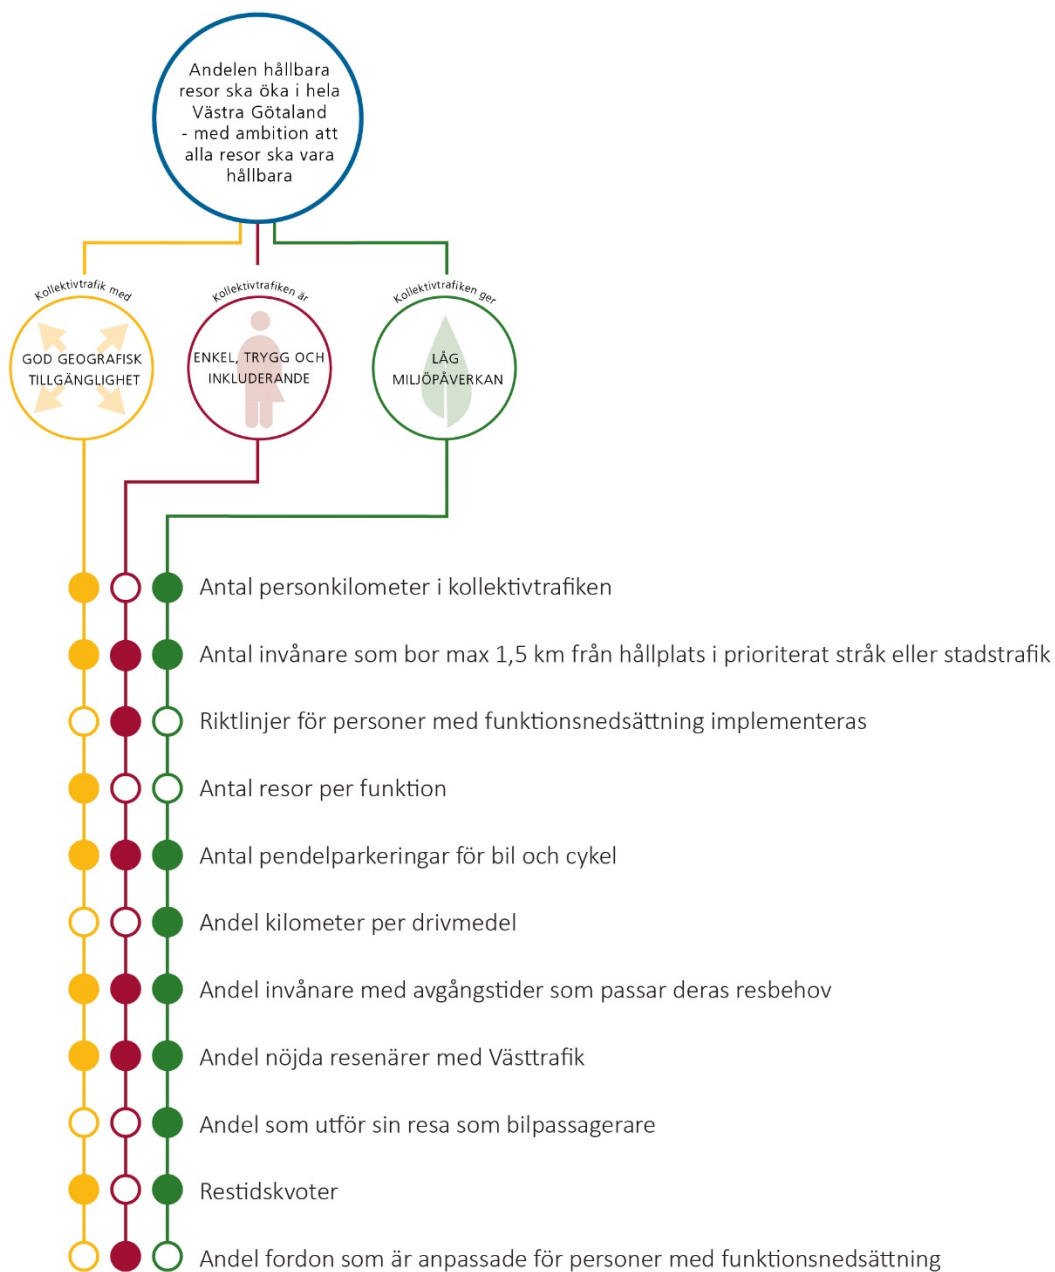 Andelen hållbara
resor ska öka i hela
Västra Götaland
- med ambition att
alla resor ska vara
hållbara
Kollektivtrafik med
GOD GEOGRAFISK
TILLGÄNGLIGHET
Kollektivtrafiken är
ENKEL, TRYGG OCH
INKLUDERANDE
Kollektivtrafiken ger
LÅG
MILJÖPÅVERKAN
Antal personkilometer i kollektivtrafiken
Antal invånare som bor max 1,5 km från hållplats i prioriterat stråk eller stadstrafik
Riktlinjer för personer med funktionsnedsättning implementeras
Antal resor per funktion
Antal pendelparkeringar för bil och cykel
Andel kilometer per drivmedel
Andel invånare med avgångstider som passar deras resbehov
Andel nöjda resenärer med Västtrafik
Andel som utför sin resa som bilpassagerare
Restidskvoter
Andel fordon som är anpassade för personer med funktionsnedsättning